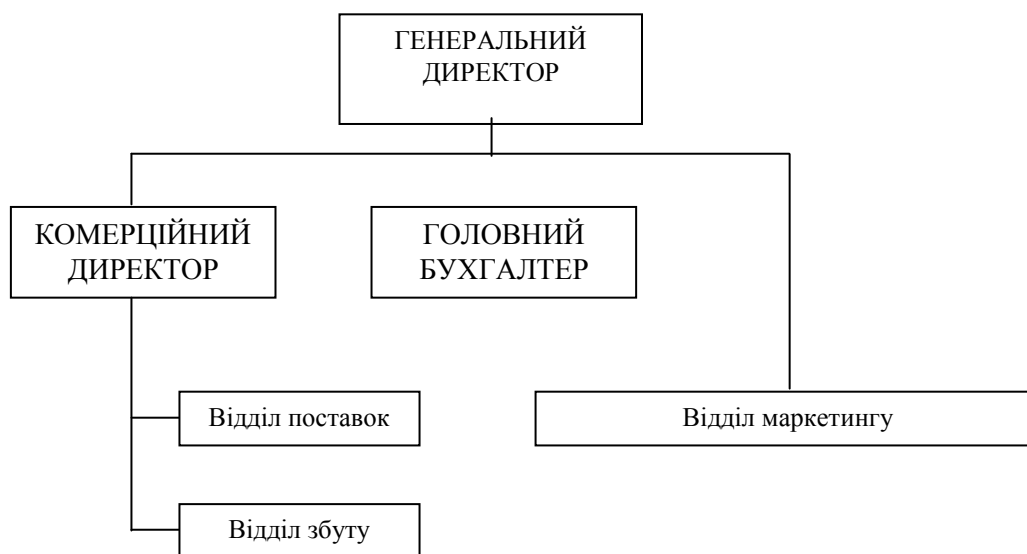 ГЕНЕРАЛЬНИЙ
ДИРЕКТОР
КОМЕРЦІЙНИЙ
ДИРЕКТОР
ГОЛОВНИЙ
БУХГАЛТЕР
Відділ поставок
Відділ маркетингу
Відділ збуту